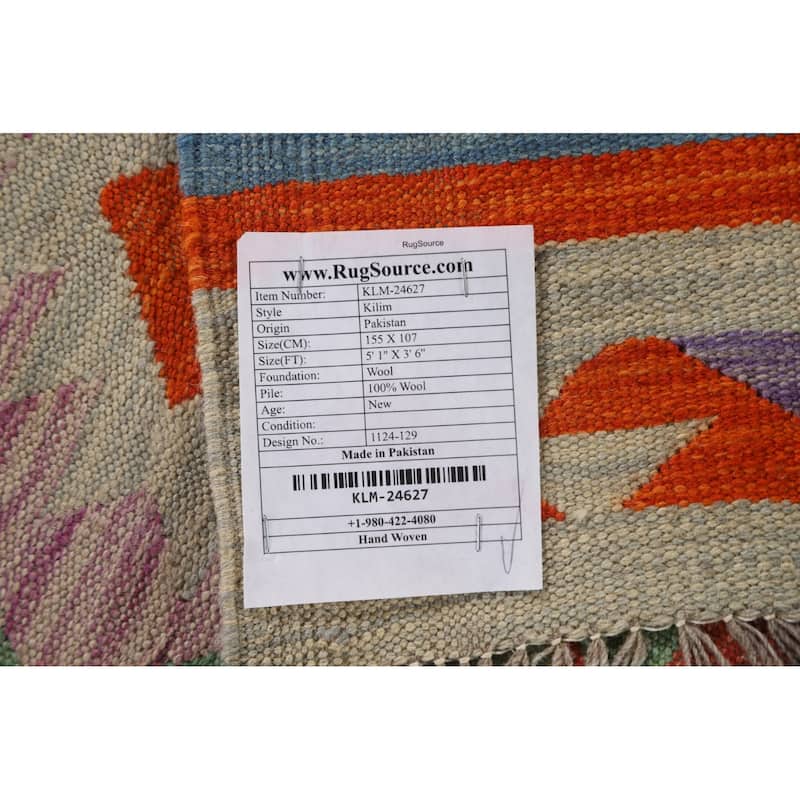 RugSource
www.RugSource.com
Item Number: KLM-24627
Style Kilim
Origin Pakistan
Size(CM): 155 X 107
Size(FT): 5' 1" X 3' 6"
Foundation: Wool
Pile: 100% Wool
Age: New
Condition:
Design No.: 1124-129
Made in Pakistan
KLM-24627
+1-980-422-4080
Hand Woven